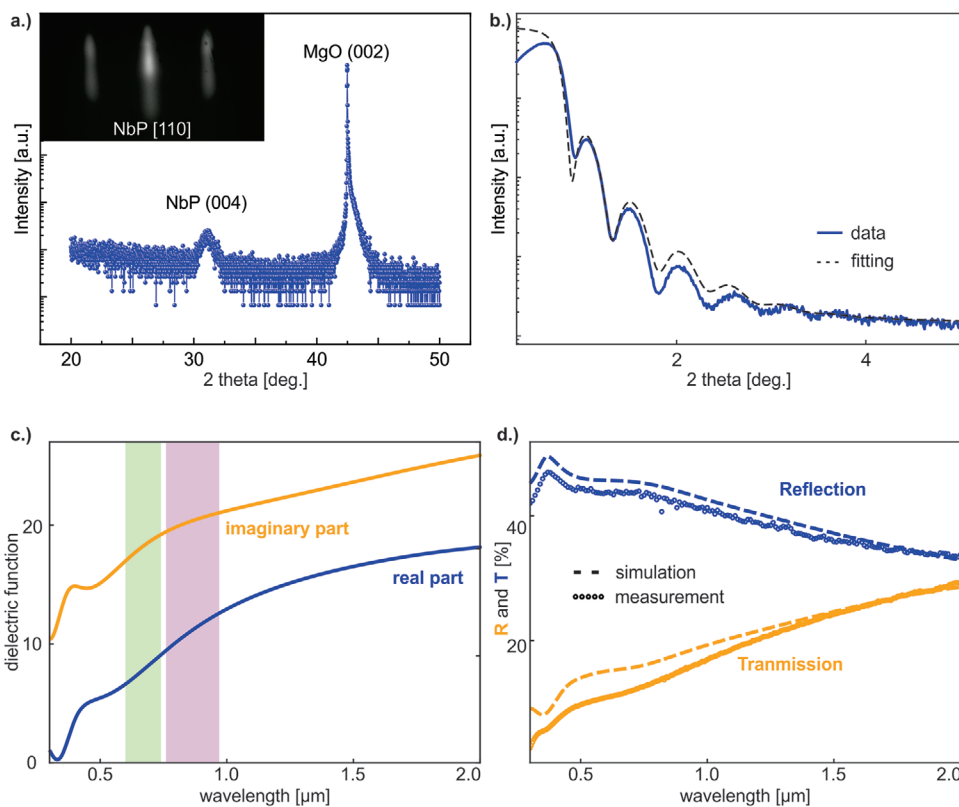 a.)
MgO (002)
NbP [110]
NbP (004)
Intensity [a.u.]
20 30 40 50
2 theta [deg.]
b.)
Intensity [a.u.]
data
fitting
2 4
2 theta [deg.]
c.)
dielectric function
20
10
0
imaginary part
real part
0.5 1.0 1.5 2.0
wavelength [µm]
d.)
R and T [%]
40
20
Reflection
simulation
measurement
Tranmission
0.5 1.0 1.5 2.0
wavelength [µm]